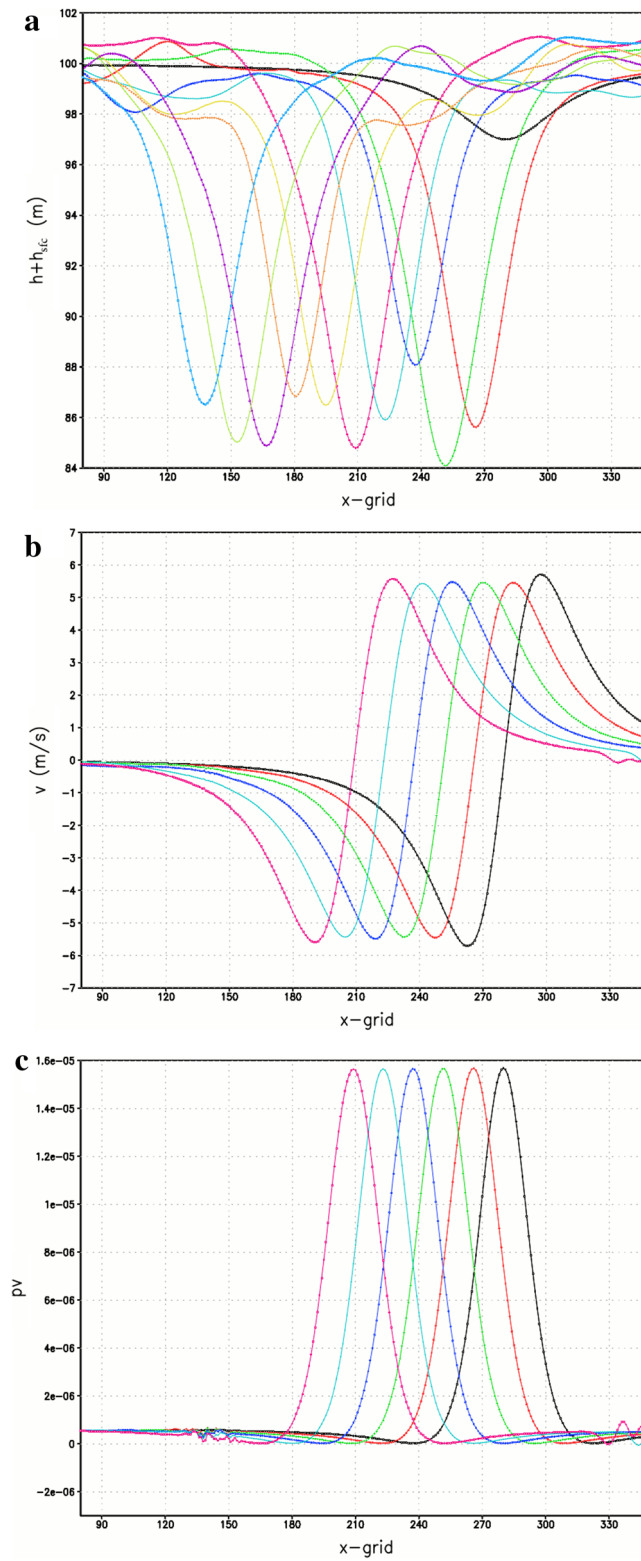 a
102
100
98
96
94
92
90
88
86
84
h+h_sfc (m)
90 120 150 180 210 240 270 300 330
x-grid
b
7
6
5
4
3
2
1
0
-1
-2
-3
-4
-5
-6
-7
v (m/s)
90 120 150 180 210 240 270 300 330
x-grid
c
1.6e-05
1.4e-05
1.2e-05
1e-05
8e-06
6e-06
4e-06
2e-06
0
-2e-06
pv
90 120 150 180 210 240 270 300 330
x-grid